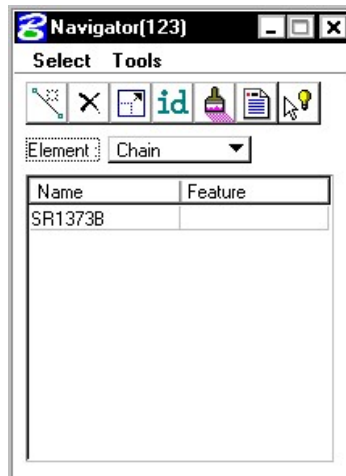 Navigator(123)
Select Tools
id
Element : Chain
Name Feature
SR1373B